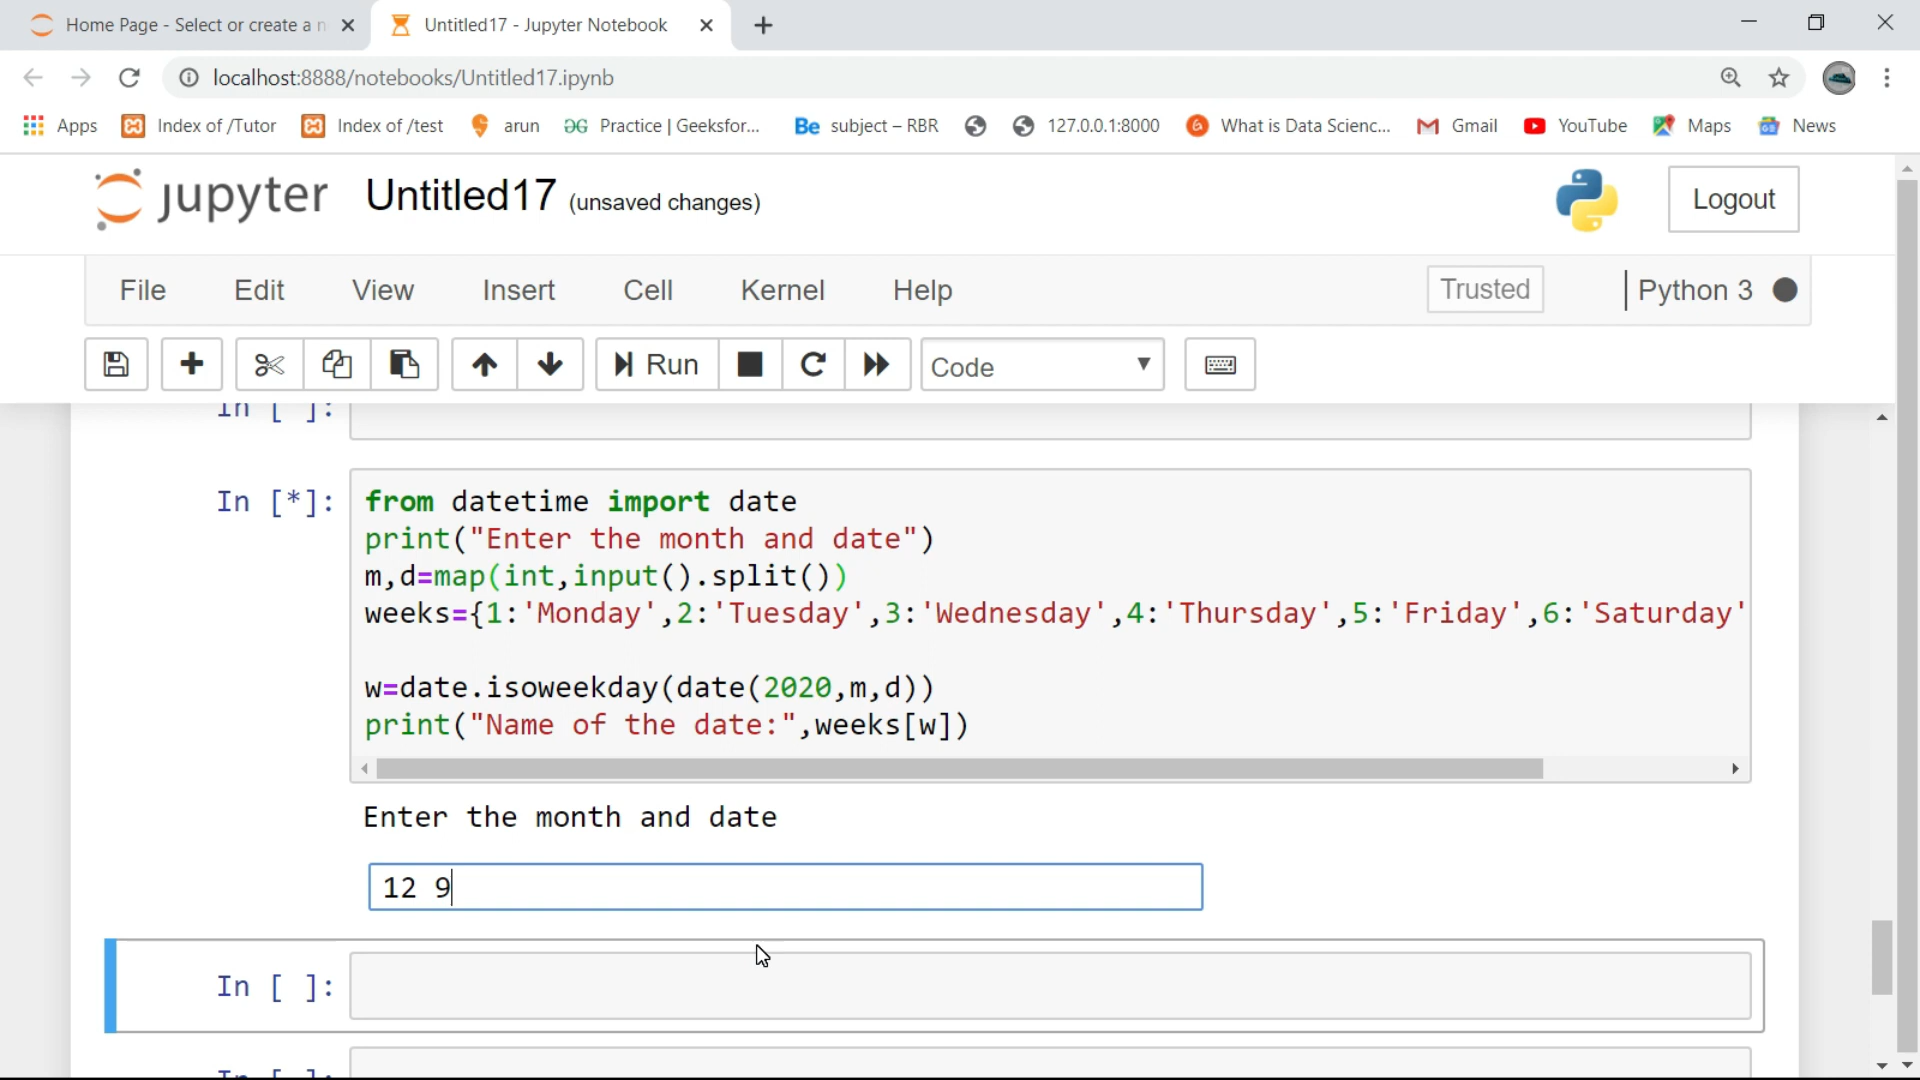 Home Page - Select or create a n
Untitled17 - Jupyter Notebook
localhost:8888/notebooks/Untitled17.ipynb
Apps
Index of /Tutor
Index of /test
arun
Practice | Geeksfor...
Be subject – RBR
127.0.0.1:8000
What is Data Scienc...
Gmail
YouTube
Maps
News
jupyter Untitled17 (unsaved changes)
Logout
File Edit View Insert Cell Kernel Help Trusted Python 3
Run Code
In [ ]:
In [*]:
from datetime import date
print("Enter the month and date")
m,d=map(int,input().split())
weeks={1:'Monday',2:'Tuesday',3:'Wednesday',4:'Thursday',5:'Friday',6:'Saturday'
w=date.isoweekday(date(2020,m,d))
print("Name of the date:",weeks[w])
Enter the month and date
12 9
In [ ]:
In [ ]: